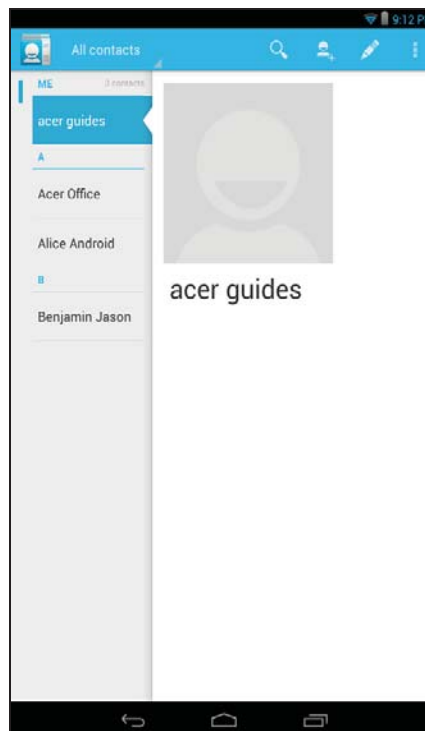 9:12 P
All contacts
ME 3 contacts
acer guides
A
Acer Office
Alice Android
B
Benjamin Jason
acer guides